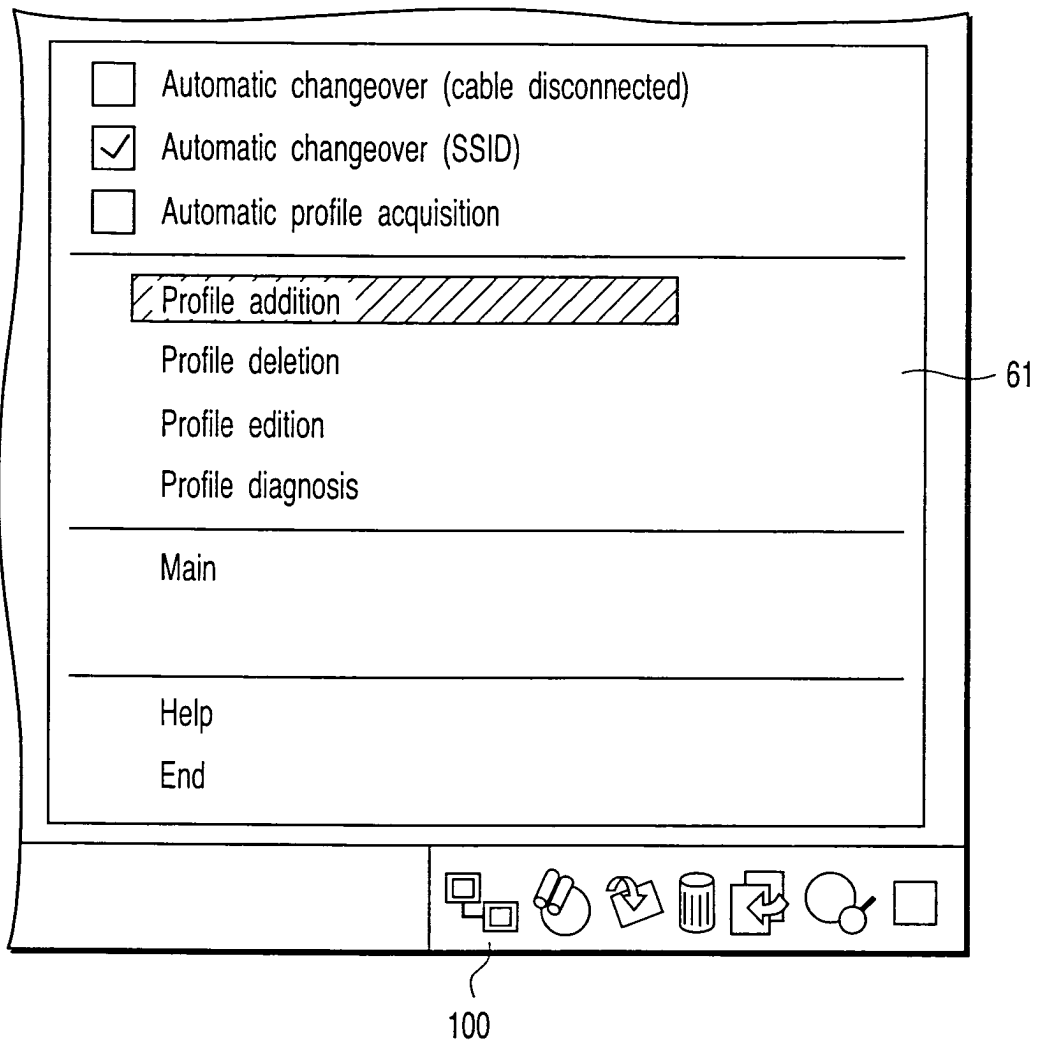 Automatic changeover (cable disconnected)
Automatic changeover (SSID)
Automatic profile acquisition
Profile addition
Profile deletion
61
Profile edition
Profile diagnosis
Main
Help
End
100